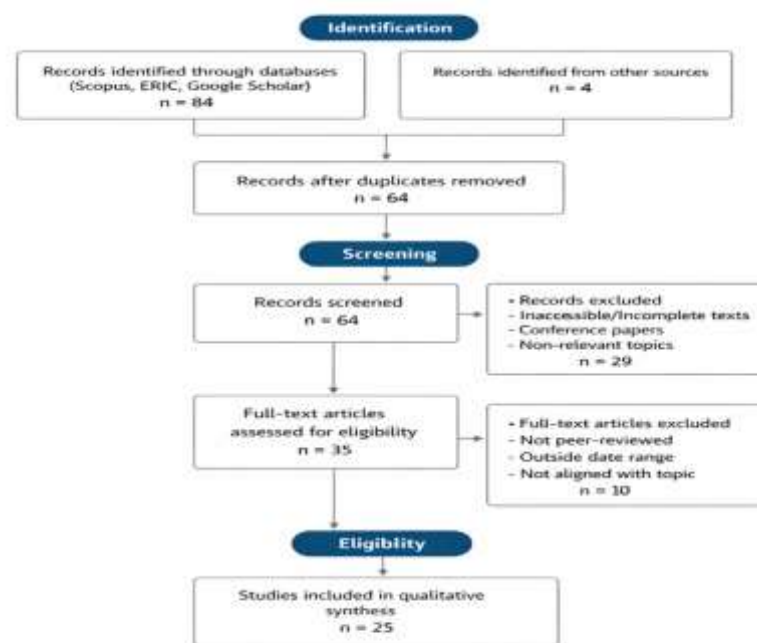 Identification
Records identified through databases
(Scopus, ERIC, Google Scholar)
n = 84
Records identified from other sources
n = 4
Records after duplicates removed
n = 64
Screening
Records screened
n = 64
- Records excluded
- Inaccessible/Incomplete texts
- Conference papers
- Non-relevant topics
n = 29
Full-text articles
assessed for eligibility
n = 35
- Full-text articles excluded
- Not peer-reviewed
- Outside date range
- Not aligned with topic
n = 10
Eligiblity
Studies included in qualitative
synthess
n = 25